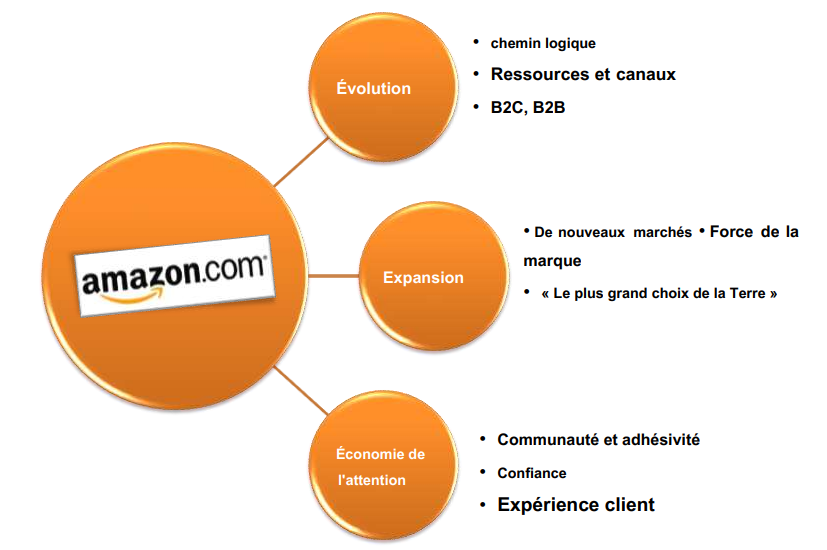 • chemin logique
• Ressources et canaux
Évolution
• B2C, B2B
amazon.com®
• De nouveaux marchés • Force de la
marque
Expansion
• « Le plus grand choix de la Terre »
• Communauté et adhésivité
Économie de
l'attention
• Confiance
• Expérience client